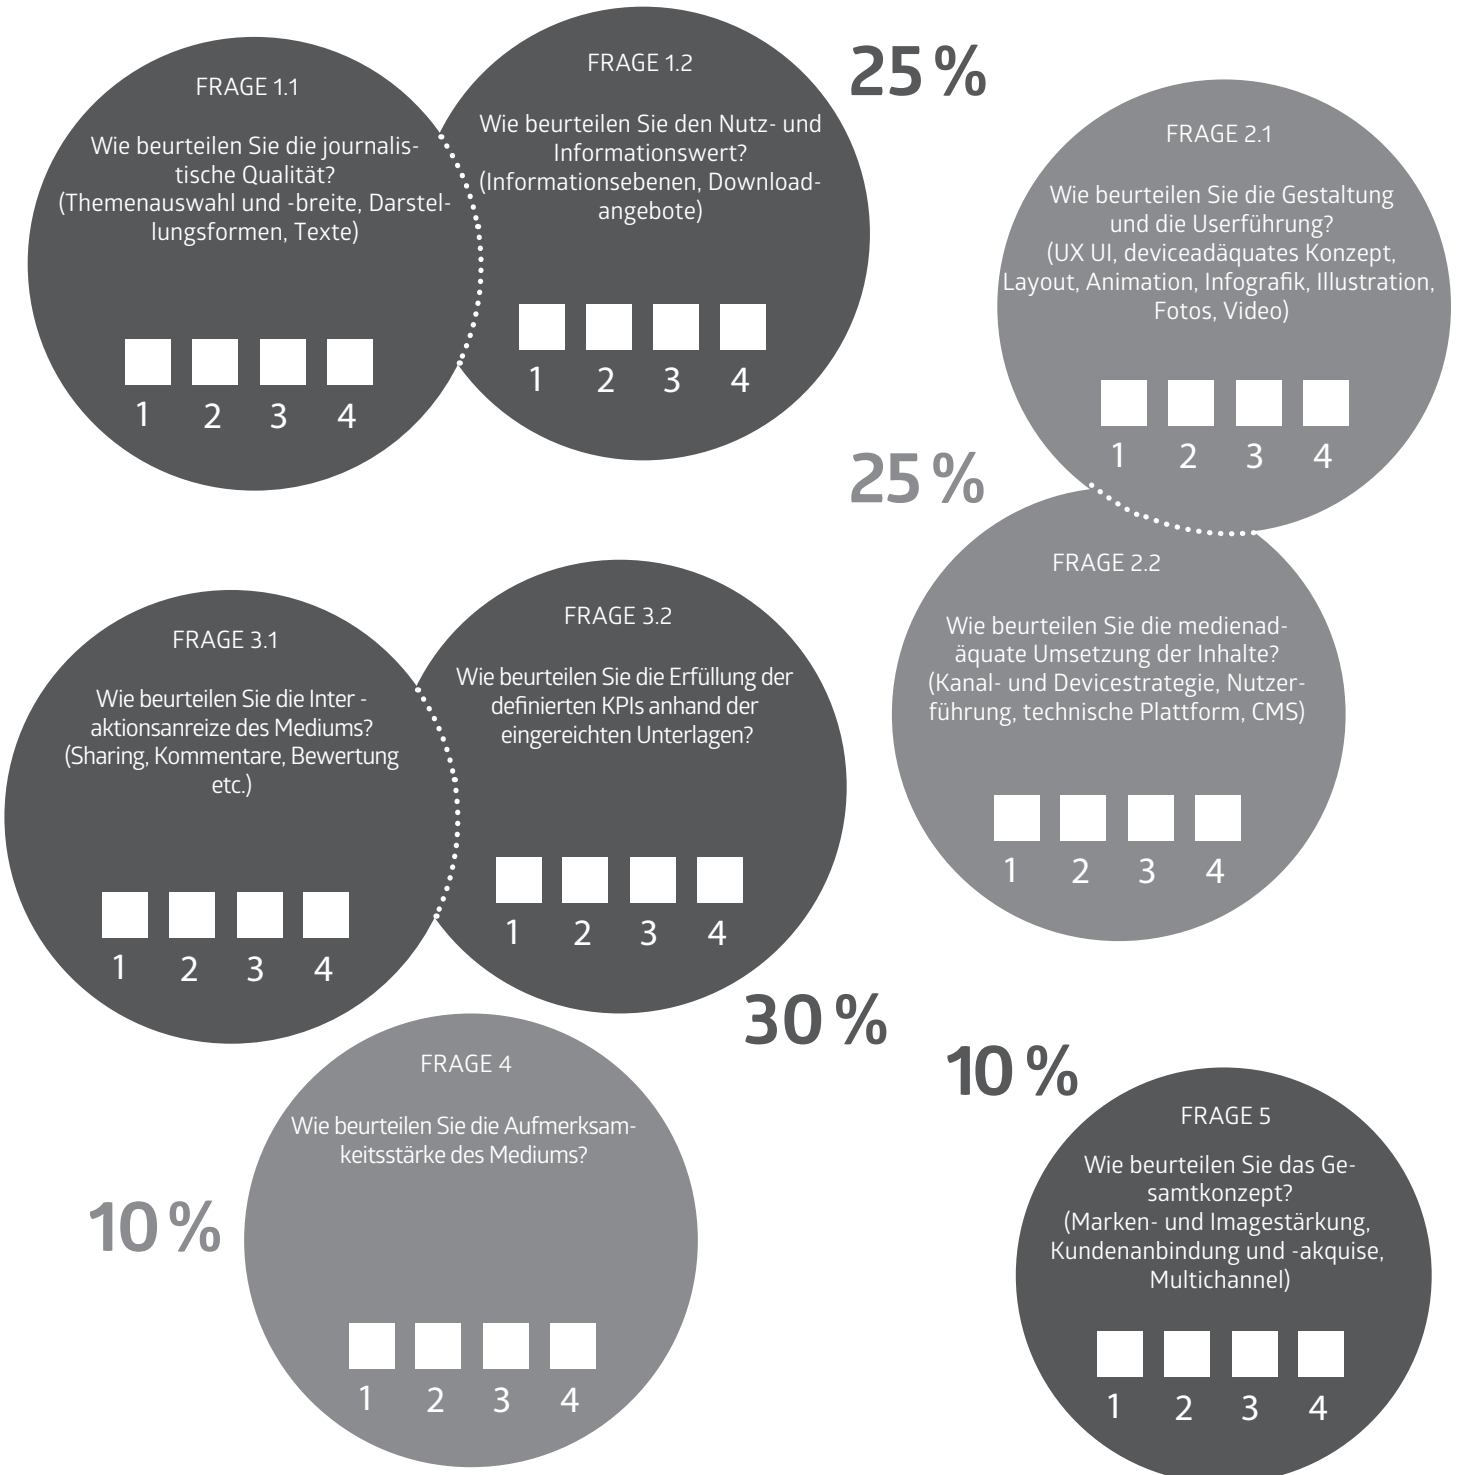 FRAGE 1.1
Wie beurteilen Sie die journalis-
tische Qualität?
(Themenauswahl und -breite, Darstel-
lungsformen, Texte)
1 2 3 4
FRAGE 1.2
Wie beurteilen Sie den Nutz- und
Informationswert?
(Informationsebenen, Download-
angebote)
1 2 3 4
25 %
FRAGE 2.1
Wie beurteilen Sie die Gestaltung
und die Userführung?
(UX UI, deviceadäquates Konzept,
Layout, Animation, Infografik, Illustration,
Fotos, Video)
1 2 3 4
25 %
FRAGE 2.2
Wie beurteilen Sie die medienad-
äquate Umsetzung der Inhalte?
(Kanal- und Devicestrategie, Nutzer-
führung, technische Plattform, CMS)
1 2 3 4
FRAGE 3.1
Wie beurteilen Sie die Inter -
aktionsanreize des Mediums?
(Sharing, Kommentare, Bewertung
etc.)
1 2 3 4
FRAGE 3.2
Wie beurteilen Sie die Erfüllung der
definierten KPIs anhand der
eingereichten Unterlagen?
1 2 3 4
30 %
FRAGE 4
Wie beurteilen Sie die Aufmerksam-
keitsstärke des Mediums?
1 2 3 4
10 %
10 %
FRAGE 5
Wie beurteilen Sie das Ge-
samtkonzept?
(Marken- und Imagestärkung,
Kundenanbindung und -akquise,
Multichannel)
1 2 3 4